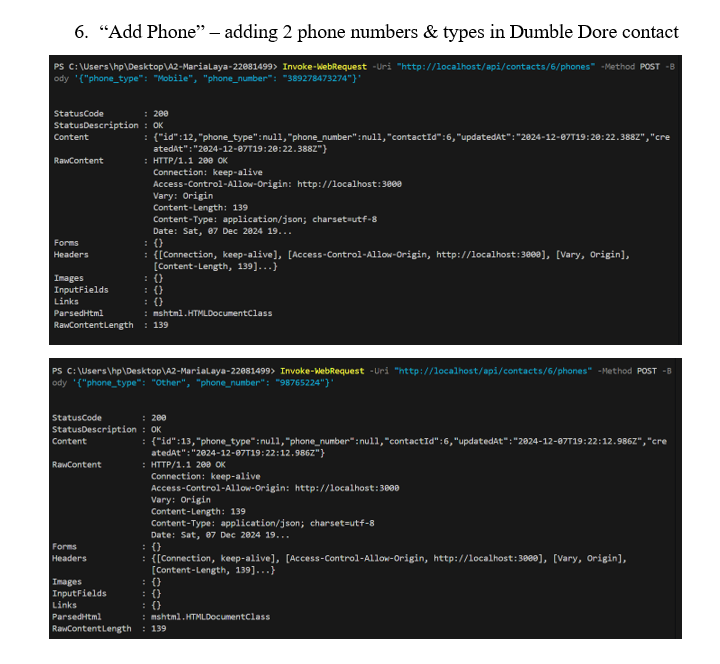 6. “Add Phone” – adding 2 phone numbers & types in Dumble Dore contact
PS C:\Users\hp\Desktop\A2-MariaLaya-22081499> Invoke-WebRequest -Uri "http://localhost/api/contacts/6/phones" -Method POST -B
ody '{"phone_type": "Mobile", "phone_number": "389278473274"}'
StatusCode : 200
StatusDescription : OK
Content : {"id":12,"phone_type":null,"phone_number":null,"contactId":6,"updatedAt":"2024-12-07T19:20:22.388Z","cre
atedAt":"2024-12-07T19:20:22.388Z"}
RawContent : HTTP/1.1 200 OK
Connection: keep-alive
Access-Control-Allow-Origin: http://localhost:3000
Vary: Origin
Content-Length: 139
Content-Type: application/json; charset=utf-8
Date: Sat, 07 Dec 2024 19...
Forms : {}
Headers : {[Connection, keep-alive], [Access-Control-Allow-Origin, http://localhost:3000], [Vary, Origin],
[Content-Length, 139]...}
Images : {}
InputFields : {}
Links : {}
ParsedHtml : mshtml.HTMLDocumentClass
RawContentLength : 139
PS C:\Users\hp\Desktop\A2-MariaLaya-22081499> Invoke-WebRequest -Uri "http://localhost/api/contacts/6/phones" -Method POST -B
ody '{"phone_type": "Other", "phone_number": "98765224"}'
StatusCode : 200
StatusDescription : OK
Content : {"id":13,"phone_type":null,"phone_number":null,"contactId":6,"updatedAt":"2024-12-07T19:22:12.986Z","cre
atedAt":"2024-12-07T19:22:12.986Z"}
RawContent : HTTP/1.1 200 OK
Connection: keep-alive
Access-Control-Allow-Origin: http://localhost:3000
Vary: Origin
Content-Length: 139
Content-Type: application/json; charset=utf-8
Date: Sat, 07 Dec 2024 19...
Forms : {}
Headers : {[Connection, keep-alive], [Access-Control-Allow-Origin, http://localhost:3000], [Vary, Origin],
[Content-Length, 139]...}
Images : {}
InputFields : {}
Links : {}
ParsedHtml : mshtml.HTMLDocumentClass
RawContentLength : 139